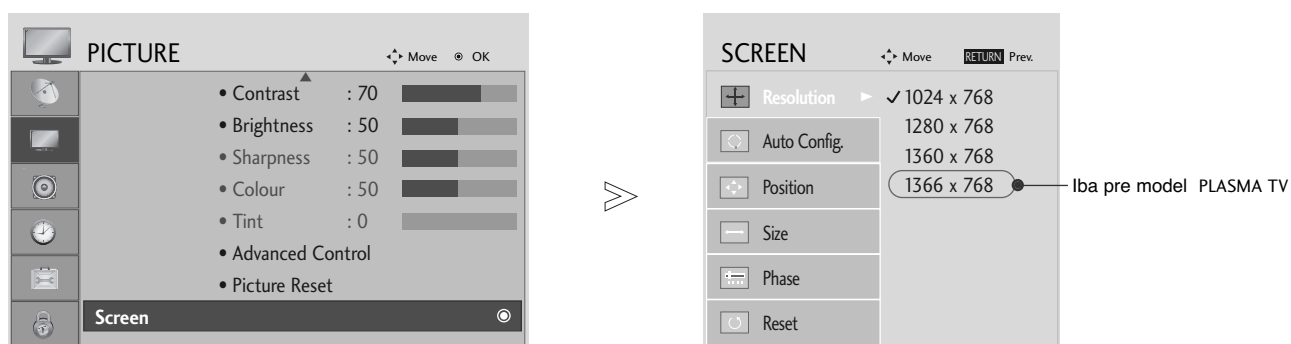 PICTURE
Move OK
• Contrast : 70
• Brightness : 50
• Sharpness : 50
• Colour : 50
• Tint : 0
• Advanced Control
• Picture Reset
Screen
SCREEN
Move RETURN Prev.
Resolution
✓ 1024 x 768
1280 x 768
1360 x 768
1366 x 768
Iba pre model PLASMA TV
Auto Config.
Position
Size
Phase
Reset